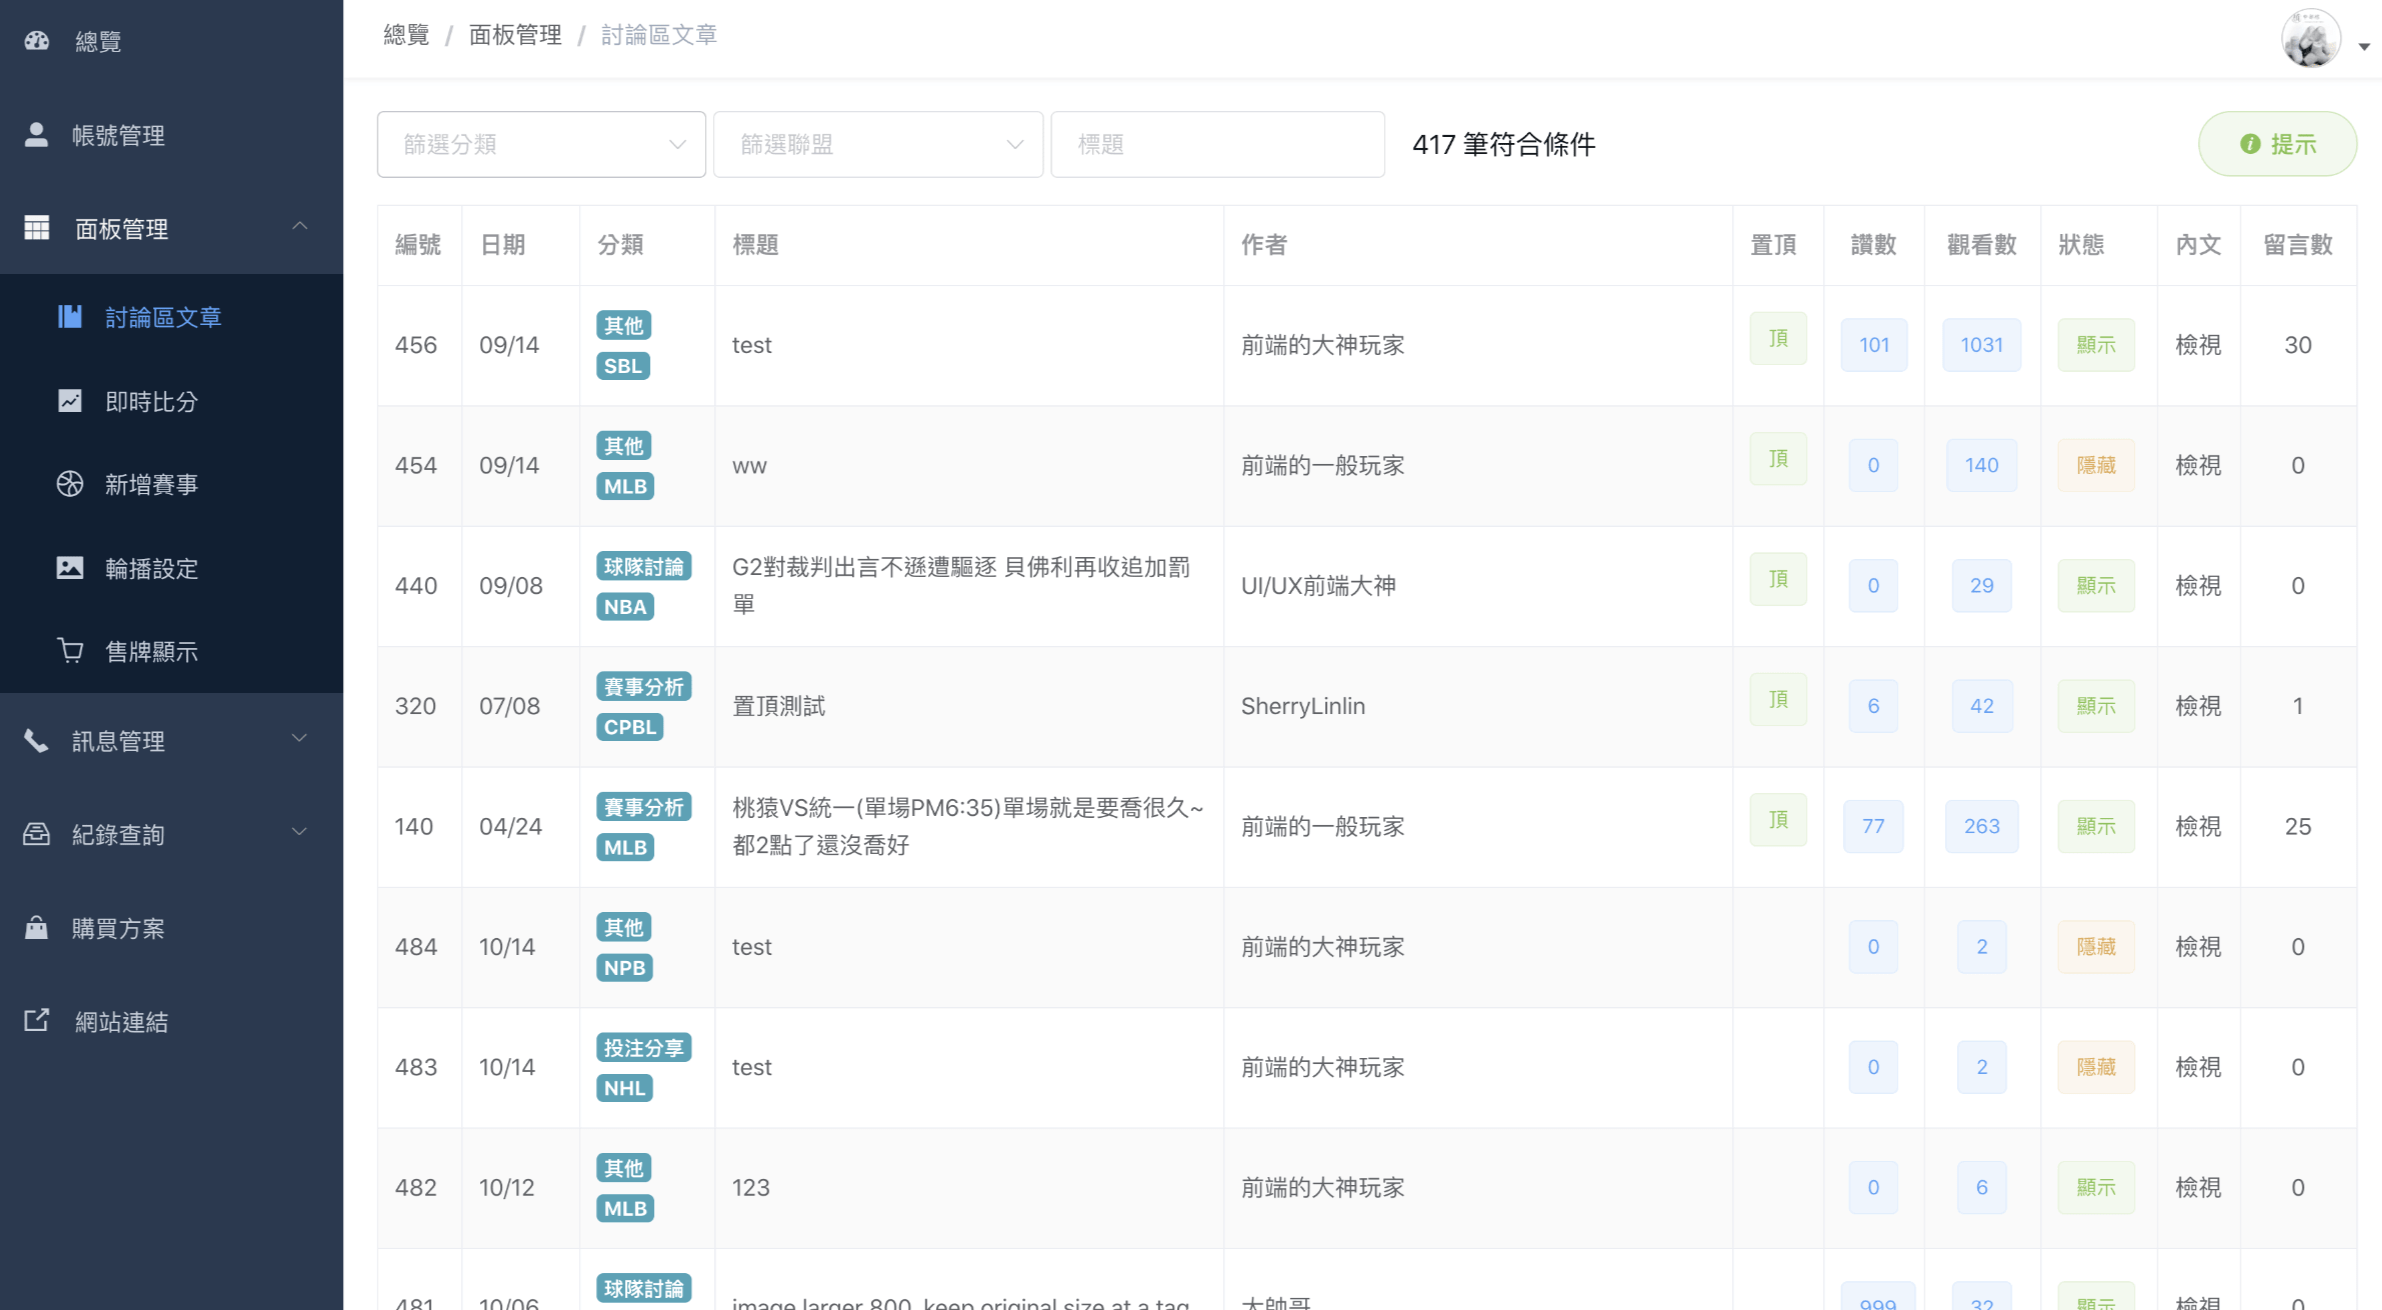 總覽
帳號管理
面板管理
討論區文章
即時比分
新增賽事
輪播設定
售牌顯示
訊息管理
紀錄查詢
購買方案
網站連結
總覽 / 面板管理 / 討論區文章
篩選分類 篩選聯盟 標題 417 筆符合條件 提示
編號 日期 分類 標題 作者 置頂 讚數 觀看數 狀態 內文 留言數
456 09/14 其他 SBL test 前端的大神玩家 頂 101 1031 顯示 檢視 30
454 09/14 其他 MLB ww 前端的一般玩家 頂 0 140 隱藏 檢視 0
440 09/08 球隊討論 NBA G2對裁判出言不遜遭驅逐 貝佛利再收追加罰
單 UI/UX前端大神 頂 0 29 顯示 檢視 0
320 07/08 賽事分析 CPBL 置頂測試 SherryLinlin 頂 6 42 顯示 檢視 1
140 04/24 賽事分析 MLB 桃猿VS統一(單場PM6:35)單場就是要喬很久~
都2點了還沒喬好 前端的一般玩家 頂 77 263 顯示 檢視 25
484 10/14 其他 NPB test 前端的大神玩家 0 2 隱藏 檢視 0
483 10/14 投注分享 NHL test 前端的大神玩家 0 2 隱藏 檢視 0
482 10/12 其他 MLB 123 前端的大神玩家 0 6 顯示 檢視 0
481 10/06 球隊討論 image larger 800, keep original size at a tag 大帥哥 999 32 顯示 檢視 0